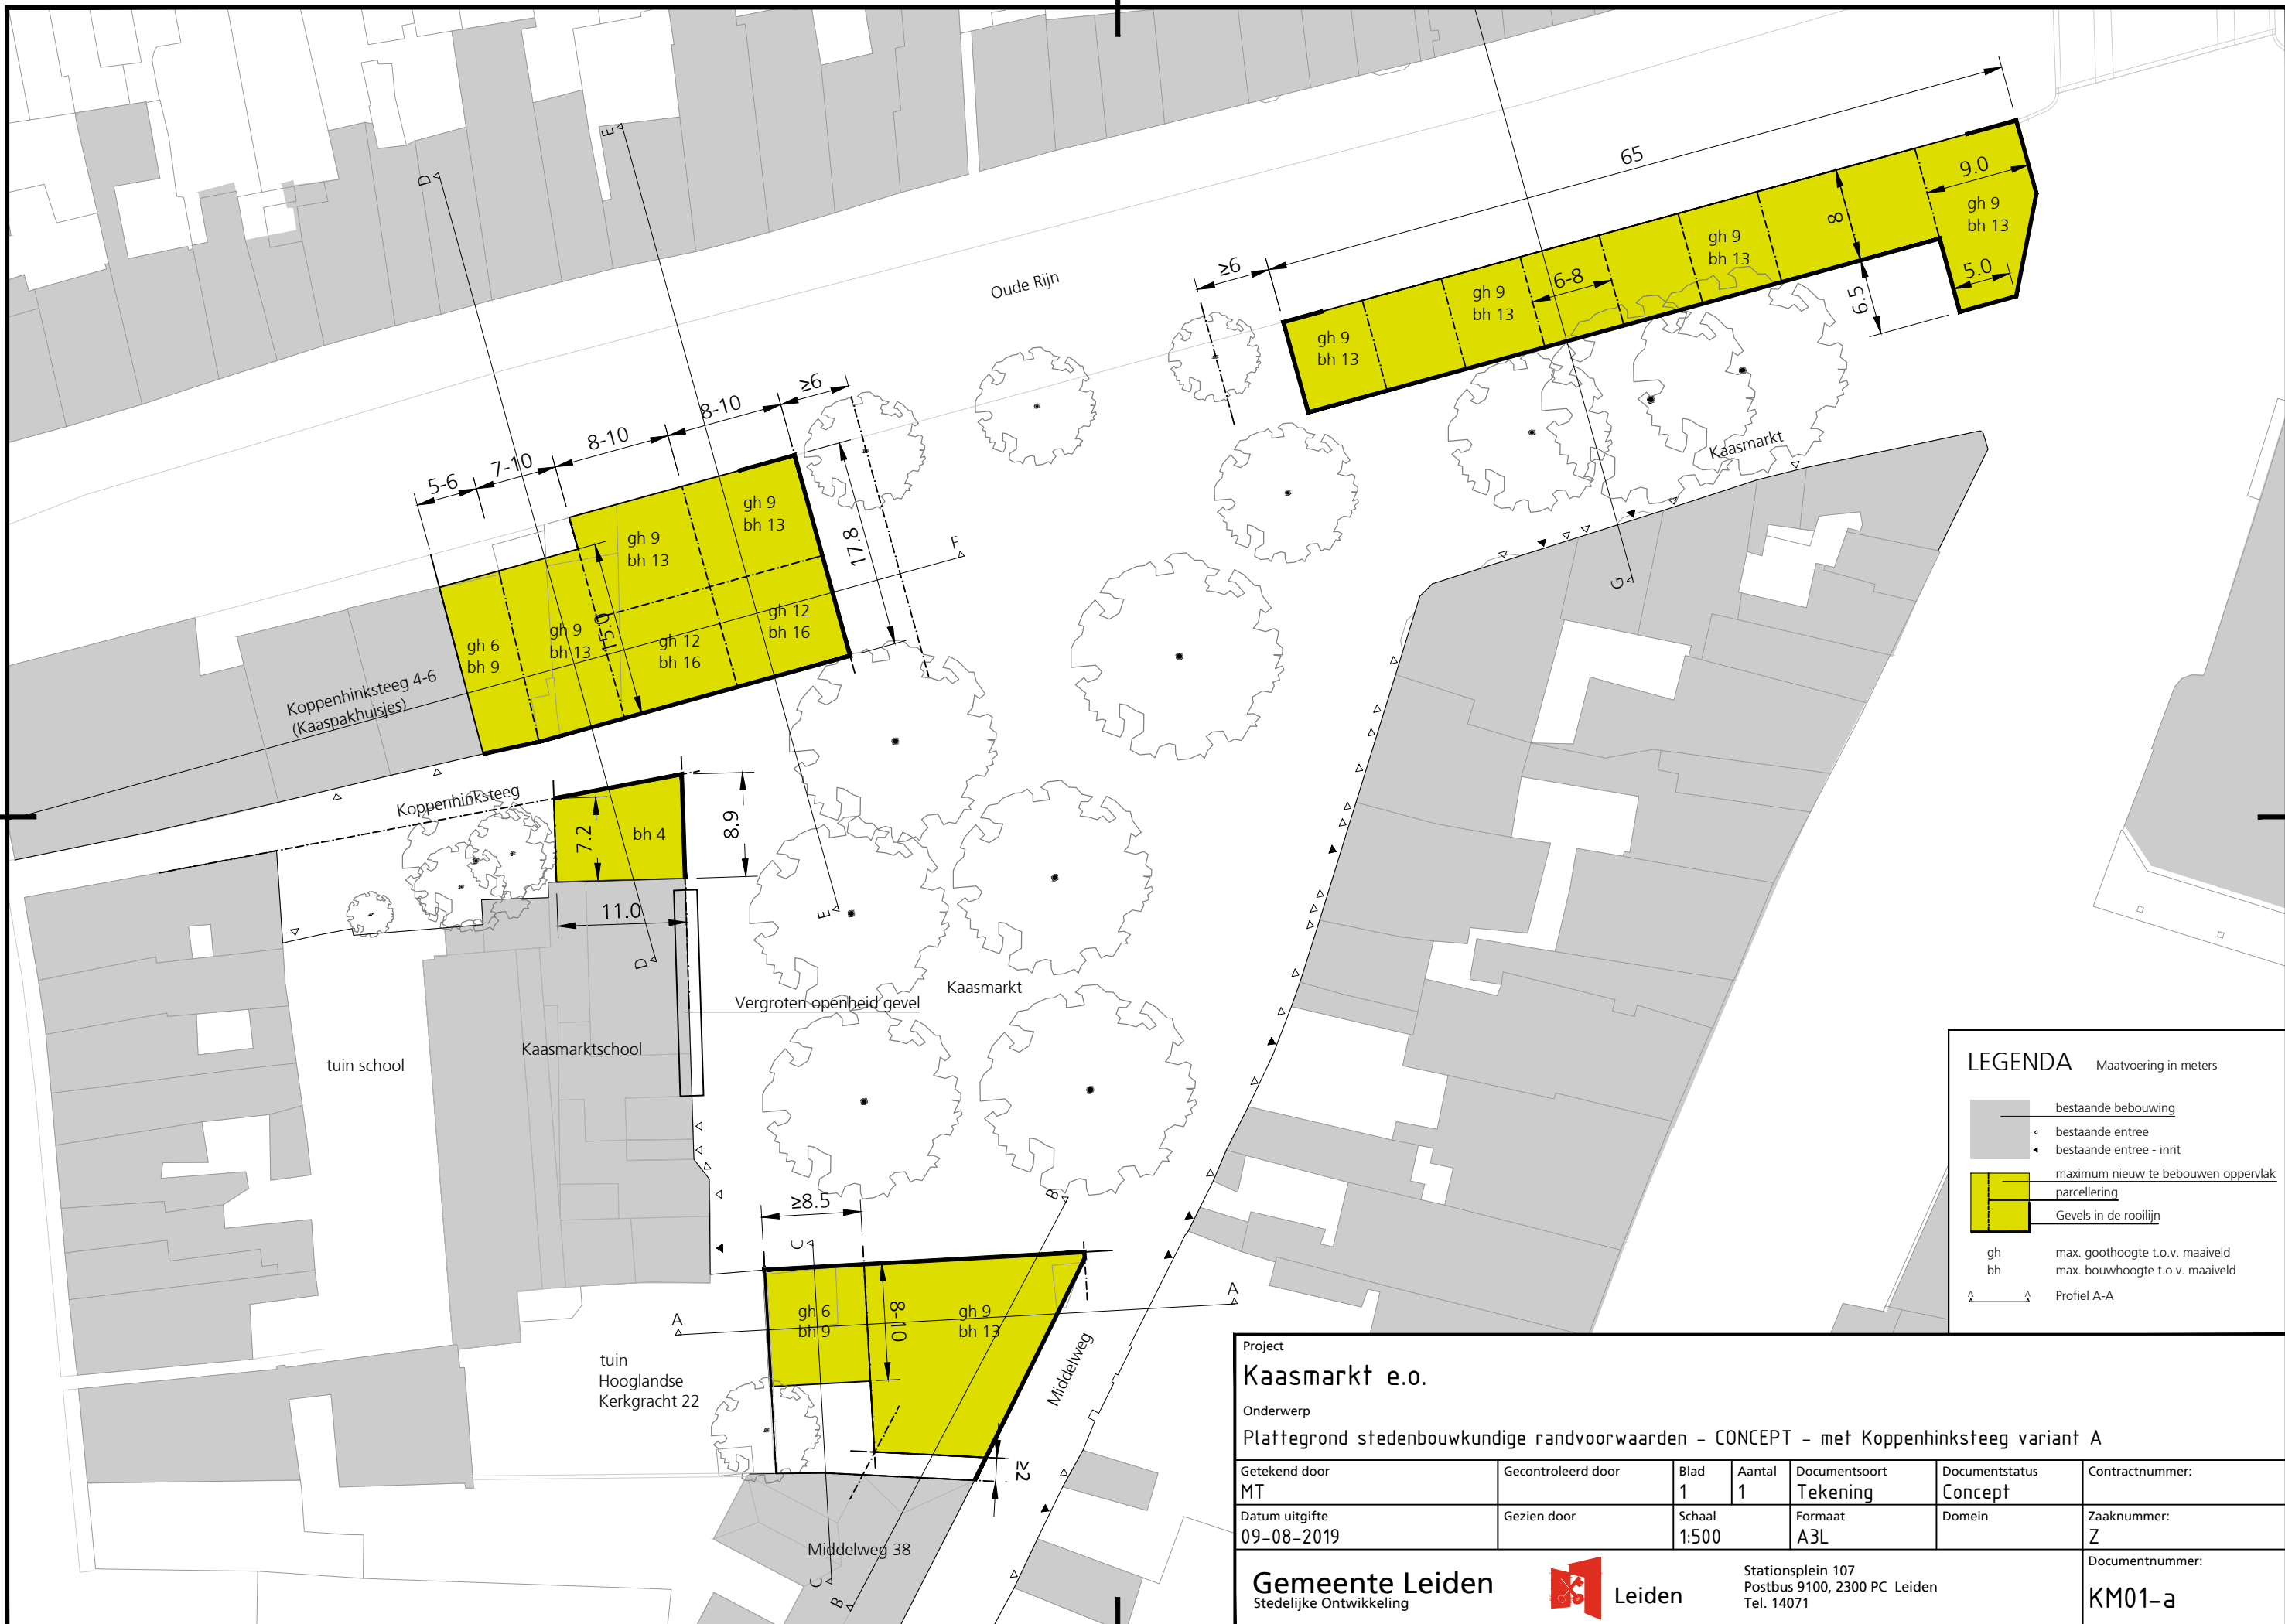 E
D
65
9.0
gh 9
bh 13
8
5.0
6.5
gh 9
bh 13
6-8
gh 9
bh 13
gh 9
bh 13
≥6
Oude Rijn
≥6
8-10
8-10
7-10
5-6
gh 9
bh 13
gh 9
bh 13
17.8
F
G
Kaasmarkt
gh 12
bh 16
gh 12
bh 16
15.0
gh 9
bh 13
gh 6
bh 9
Koppenhinksteeg 4-6
(Kaaspakhuisjes)
Koppenhinksteeg
7.2
bh 4
8.9
11.0
E
D
Vergroten openheid gevel
Kaasmarkt
Kaasmarktschool
tuin school
≥8.5
C
B
A
A
gh 6
bh 9
8-10
gh 9
bh 13
Middelweg
tuin
Hooglandse
Kerkgracht 22
≥2
Middelweg 38
C
B
LEGENDA Maatvoering in meters
bestaande bebouwing
bestaande entree
bestaande entree - inrit
maximum nieuw te bebouwen oppervlak
parcellering
Gevels in de rooilijn
gh max. goothoogte t.o.v. maaiveld
bh max. bouwhoogte t.o.v. maaiveld
A A Profiel A-A
Project
Kaasmarkt e.o.
Onderwerp
Plattegrond stedenbouwkundige randvoorwaarden - CONCEPT - met Koppenhinksteeg variant A
Getekend door Gecontroleerd door Blad Aantal Documentsoort Documentstatus Contractnummer:
MT 1 1 Tekening Concept
Datum uitgifte Gezien door Schaal Formaat Domein Zaaknummer:
09-08-2019 1:500 A3L Z
Gemeente Leiden
Stedelijke Ontwikkeling
Leiden
Stationsplein 107
Postbus 9100, 2300 PC Leiden
Tel. 14071
Documentnummer:
KM01-a